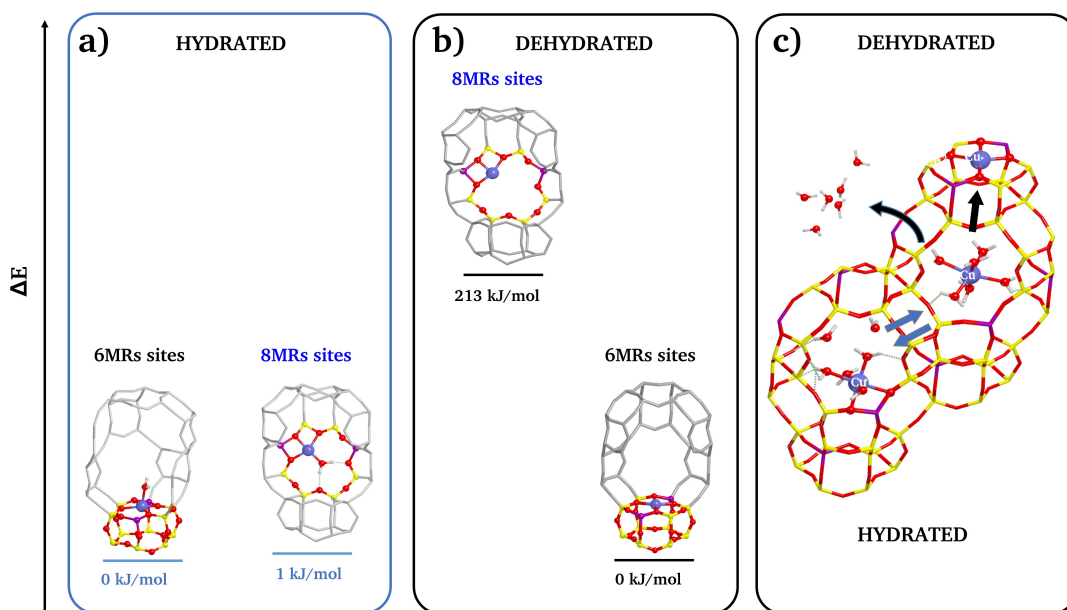 ΔE
a)
HYDRATED
6MRs sites
8MRs sites
0 kJ/mol
1 kJ/mol
b)
DEHYDRATED
8MRs sites
213 kJ/mol
6MRs sites
0 kJ/mol
c)
DEHYDRATED
Cu
Cu
Cu
HYDRATED